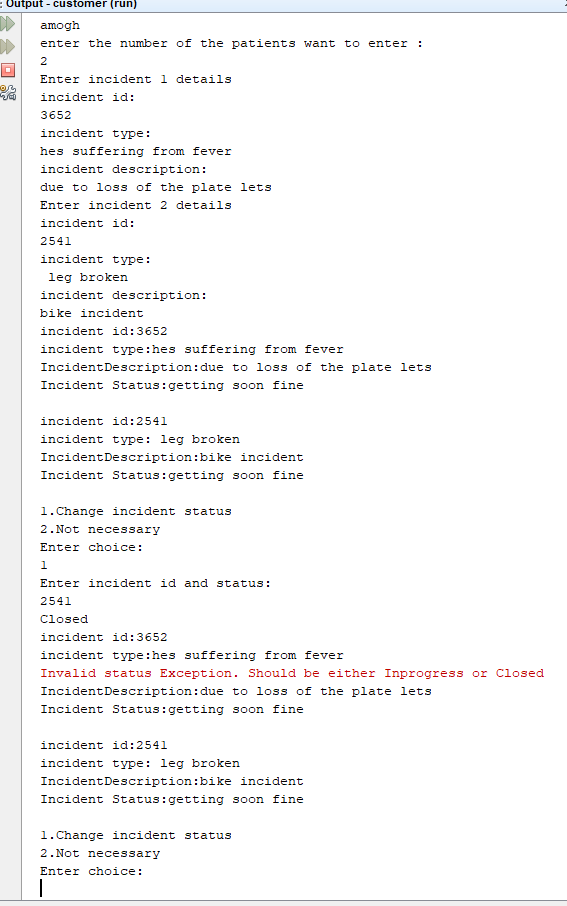 : Output - customer (run)
amogh
enter the number of the patients want to enter :
2
Enter incident 1 details
incident id:
3652
incident type:
hes suffering from fever
incident description:
due to loss of the plate lets
Enter incident 2 details
incident id:
2541
incident type:
 leg broken
incident description:
bike incident
incident id:3652
incident type:hes suffering from fever
IncidentDescription:due to loss of the plate lets
Incident Status:getting soon fine

incident id:2541
incident type: leg broken
IncidentDescription:bike incident
Incident Status:getting soon fine

1.Change incident status
2.Not necessary
Enter choice:
1
Enter incident id and status:
2541
Closed
incident id:3652
incident type:hes suffering from fever
Invalid status Exception. Should be either Inprogress or Closed
IncidentDescription:due to loss of the plate lets
Incident Status:getting soon fine

incident id:2541
incident type: leg broken
IncidentDescription:bike incident
Incident Status:getting soon fine

1.Change incident status
2.Not necessary
Enter choice: